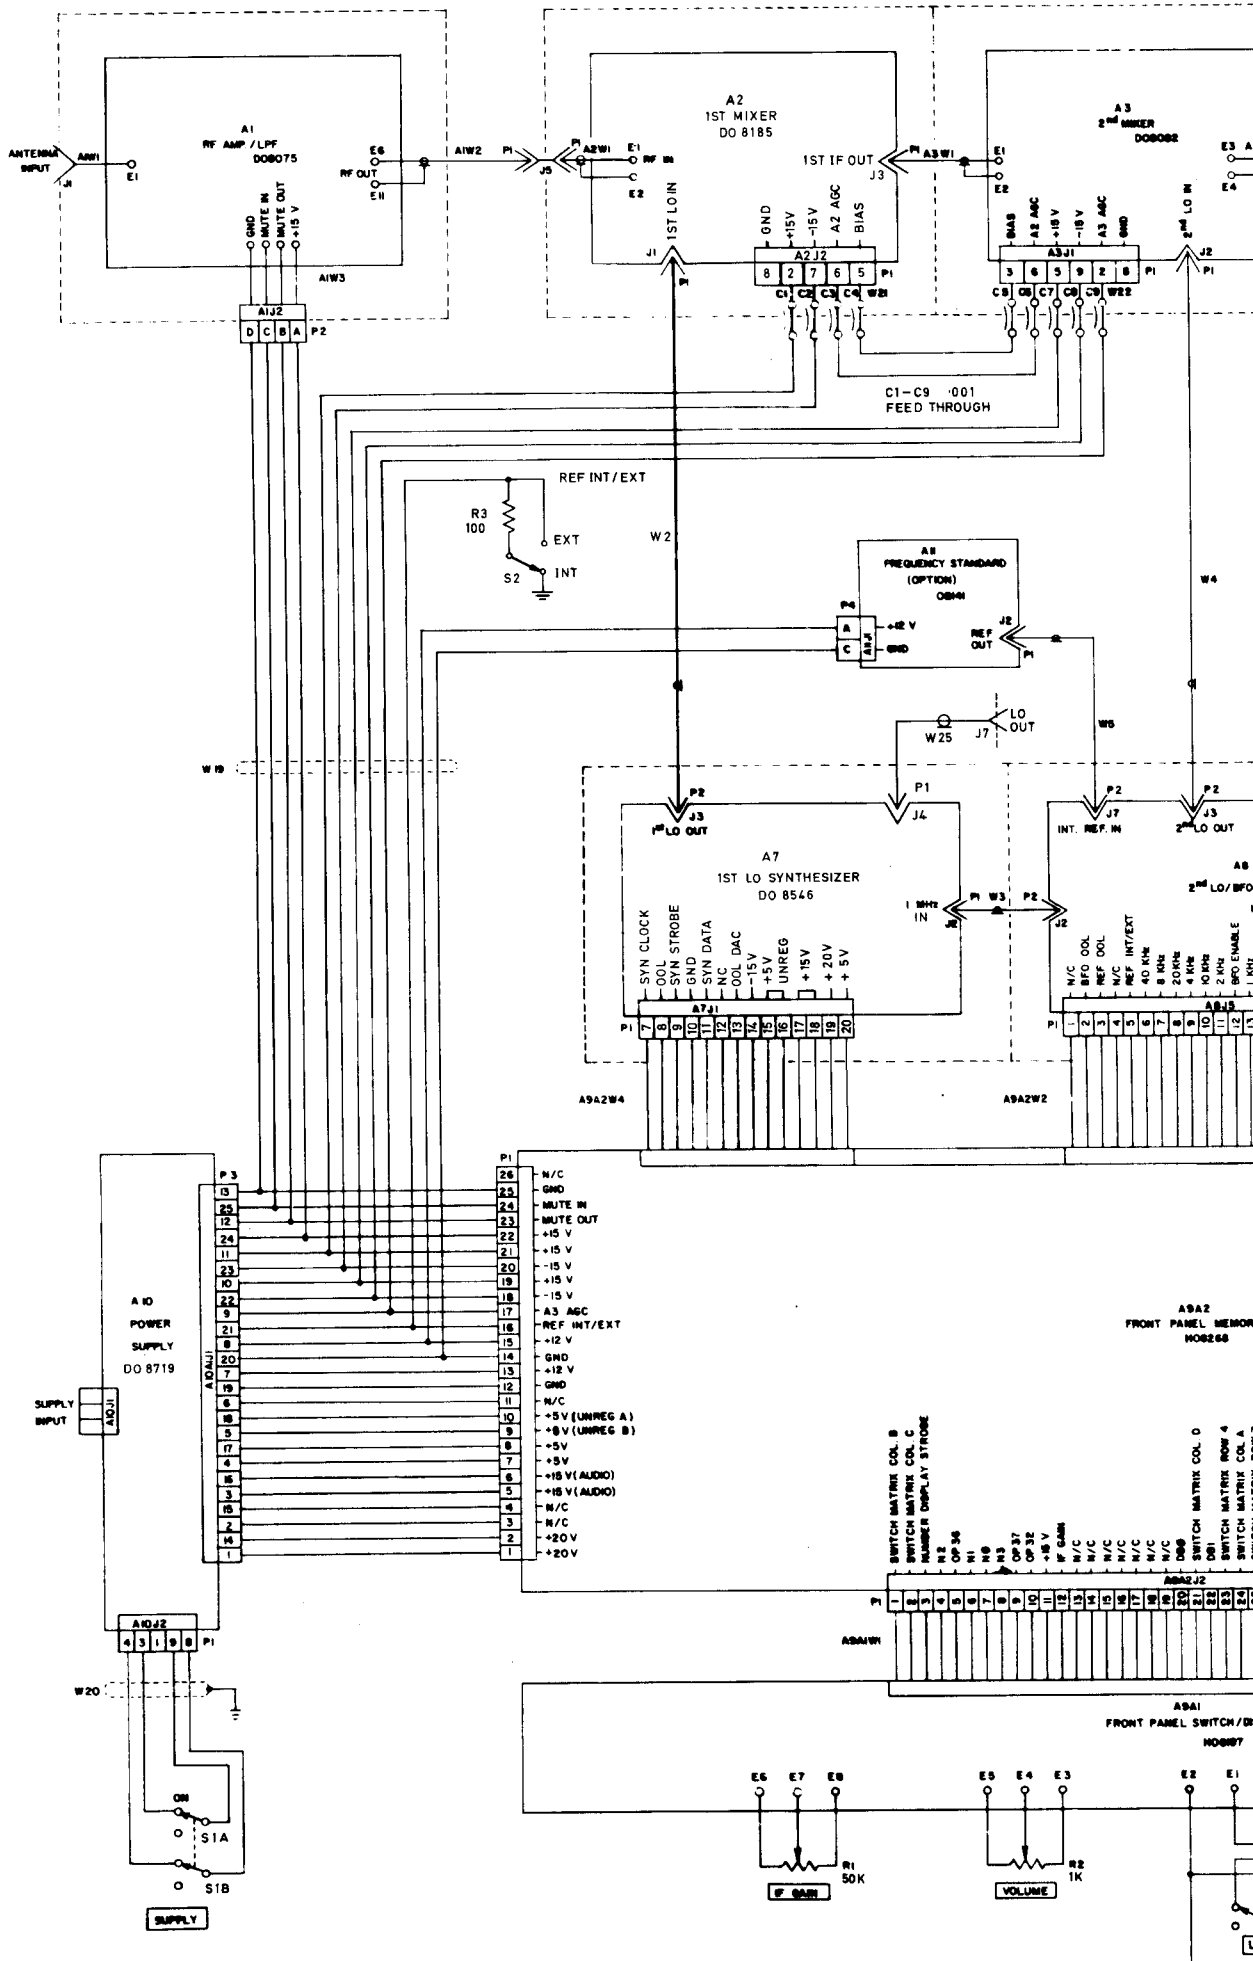 A1
RF AMP/LPF
DO8075
ANTENNA
INPUT
J1
A1W1
E1
E6
RF OUT
E11
GND
MUTE IN
MUTE OUT
+15 V
A1W3
A1J2
D C B A
P2
A1W2
P1
J5
P1
A2W1
A2
1ST MIXER
DO 8185
E1
RF IN
E2
1ST IF OUT
J3
P1
A3W1
J1
1ST LO IN
P1
GND
+15V
-15V
A2 AGC
BIAS
A2J2
8 2 7 6 5
P1
C1 C2 C3 C4 W21
A3
2nd MIXER
DO8082
E1
E2
E3 A
E4
BIAS
A2 AGC
+15 V
-15 V
A3 AGC
GND
2nd LO IN
A3J1
3 6 5 9 2 8
P1
J2
P1
C5 C6 C7 C8 C9 W22
C1-C9 .001
FEED THROUGH
REF INT/EXT
R3
100
EXT
S2
INT
W2
W4
A11
FREQUENCY STANDARD
(OPTION)
P4
A
C
A11J1
+12 V
GND
REF
OUT
J2
P1
W5
W25
J7
LO
OUT
W19
P2
J3
1st LO OUT
P1
J4
A7
1ST LO SYNTHESIZER
DO 8546
1 MHz
IN
P1 W3 P2
J2
SYN CLOCK
OOL
SYN STROBE
GND
SYN DATA
NC
OOL DAC
-15V
+5V
UNREG
+15V
+20V
+5V
A7J1
P1
7 8 9 10 11 12 13 14 15 16 17 18 19 20
A9A2W4
P2
J7
INT. REF. IN
P2
J3
2nd LO OUT
A8
2nd LO/BFO
N/C
BFO OOL
REF OOL
N/C
REF INT/EXT
40 KHz
8 KHz
20 KHz
4 KHz
10 KHz
2 KHz
BFO ENABLE
1 KHz
A8J5
P1
1 2 3 4 5 6 7 8 9 10 11 12 13
A9A2W2
A10
POWER
SUPPLY
DO 8719
SUPPLY
INPUT
A10J1
P3
A10A1J1
13
25
12
24
11
23
10
22
9
21
8
20
7
19
6
18
5
17
4
16
3
15
2
14
1
P1
26 N/C
25 GND
24 MUTE IN
23 MUTE OUT
22 +15 V
21 +15 V
20 -15 V
19 +15 V
18 -15 V
17 A3 AGC
16 REF INT/EXT
15 +12 V
14 GND
13 +12 V
12 GND
11 N/C
10 +5V (UNREG A)
9 +8V (UNREG B)
8 +5V
7 +5V
6 +15 V(AUDIO)
5 +15 V(AUDIO)
4 N/C
3 N/C
2 +20V
1 +20V
A9A2
FRONT PANEL MEMOR
HO8268
SWITCH MATRIX COL. B
SWITCH MATRIX COL. C
NUMBER DISPLAY STROBE
N2
OP36
N1
N0
N3
OP37
OP32
+15 V
IF GAIN
N/C
N/C
N/C
N/C
N/C
N/C
N/C
DB0
SWITCH MATRIX COL. D
DB1
SWITCH MATRIX ROW 4
SWITCH MATRIX COL A
A9A2J2
P1
1 2 3 4 5 6 7 8 9 10 11 12 13 14 15 16 17 18 19 20 21 22 23 24
A9A1W1
A9A1
FRONT PANEL SWITCH/DI
A10J2
4 3 1 9 8
P1
W20
ON
S1A
S1B
SUPPLY
E6 E7 E8
R1
50K
IF GAIN
E5 E4 E3
R2
1K
VOLUME
E2 E1